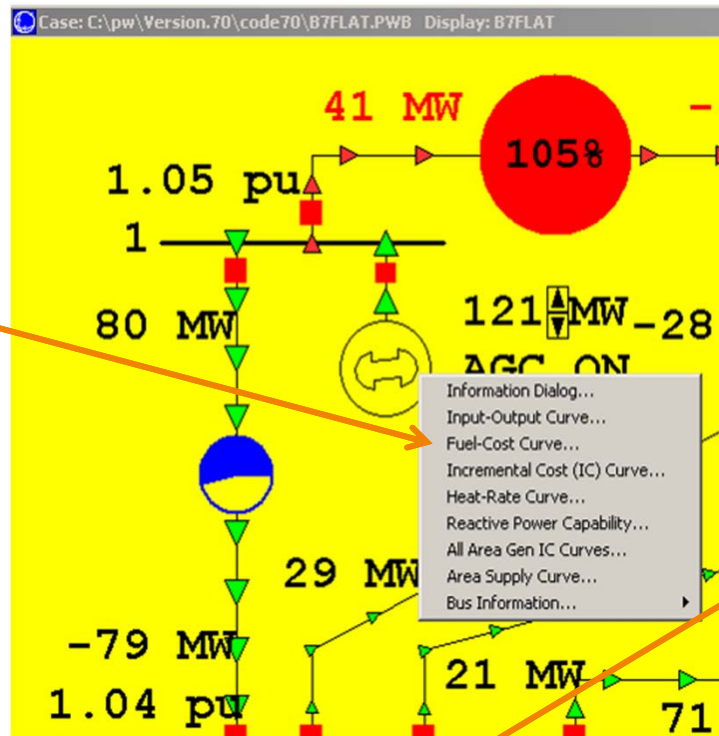 Case: C:\pw\Version.70\code70\B7FLAT.PWB Display: B7FLAT
41 MW
-
105%
1.05 pu
1
121 MW
-28
80 MW
AGC ON
Information Dialog...
Input-Output Curve...
Fuel-Cost Curve...
Incremental Cost (IC) Curve...
Heat-Rate Curve...
Reactive Power Capability...
All Area Gen IC Curves...
Area Supply Curve...
Bus Information...
29 MW
-79 MW
21 MW
1.04 pu
71